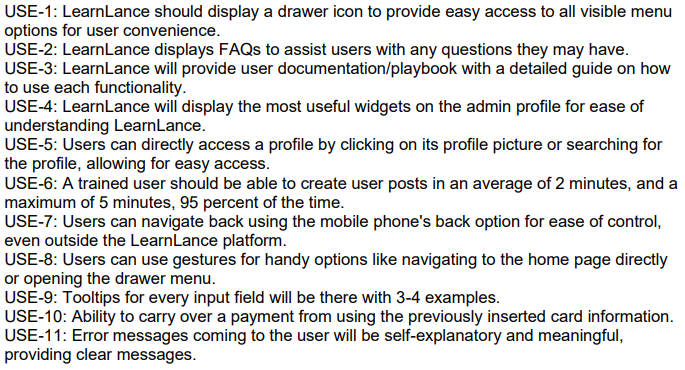 USE-1: LearnLance should display a drawer icon to provide easy access to all visible menu
options for user convenience.
USE-2: LearnLance displays FAQs to assist users with any questions they may have.
USE-3: LearnLance will provide user documentation/playbook with a detailed guide on how
to use each functionality.
USE-4: LearnLance will display the most useful widgets on the admin profile for ease of
understanding LearnLance.
USE-5: Users can directly access a profile by clicking on its profile picture or searching for
the profile, allowing for easy access.
USE-6: A trained user should be able to create user posts in an average of 2 minutes, and a
maximum of 5 minutes, 95 percent of the time.
USE-7: Users can navigate back using the mobile phone's back option for ease of control,
even outside the LearnLance platform.
USE-8: Users can use gestures for handy options like navigating to the home page directly
or opening the drawer menu.
USE-9: Tooltips for every input field will be there with 3-4 examples.
USE-10: Ability to carry over a payment from using the previously inserted card information.
USE-11: Error messages coming to the user will be self-explanatory and meaningful,
providing clear messages.